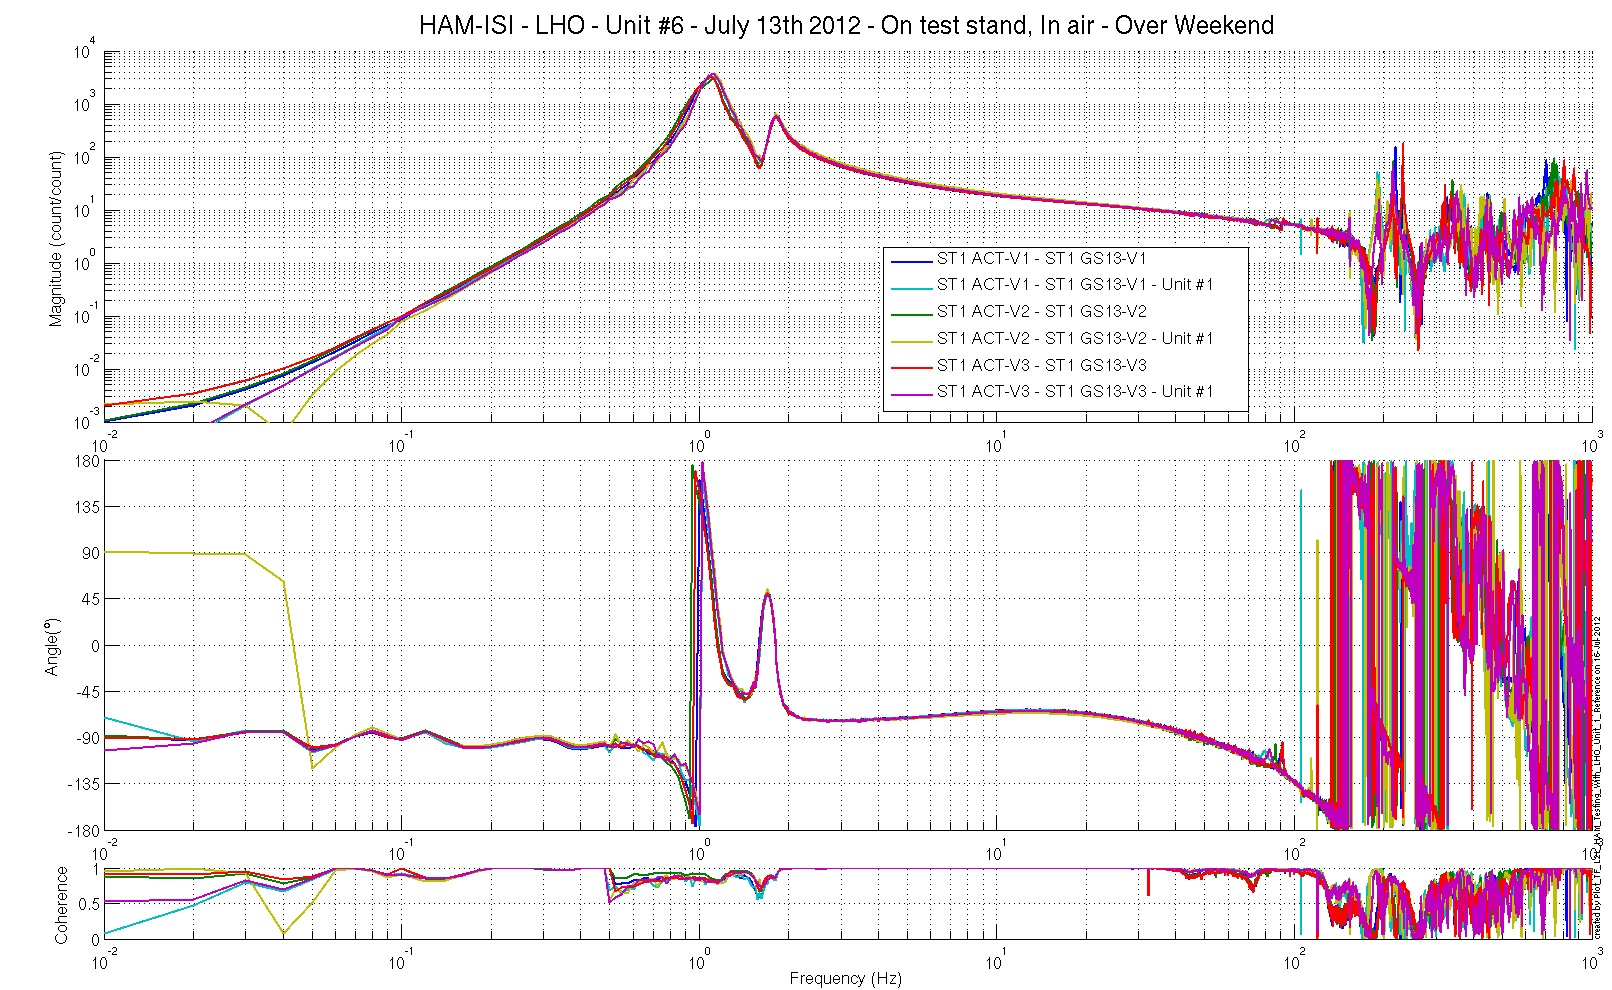 HAM-ISI - LHO - Unit #6 - July 13th 2012 - On test stand, In air - Over Weekend
Magnitude (count/count)
10^4
10^3
10^2
10^1
10^0
10^-1
10^-2
10^-3
ST1 ACT-V1 - ST1 GS13-V1
ST1 ACT-V1 - ST1 GS13-V1 - Unit #1
ST1 ACT-V2 - ST1 GS13-V2
ST1 ACT-V2 - ST1 GS13-V2 - Unit #1
ST1 ACT-V3 - ST1 GS13-V3
ST1 ACT-V3 - ST1 GS13-V3 - Unit #1
10^-2 10^-1 10^0 10^1 10^2 10^3
Angle(°)
180
135
90
45
0
-45
-90
-135
-180
10^-2 10^-1 10^0 10^1 10^2
Coherence
1
0.5
0
10^-2 10^-1 10^0 10^1 10^2 10^3
Frequency (Hz)